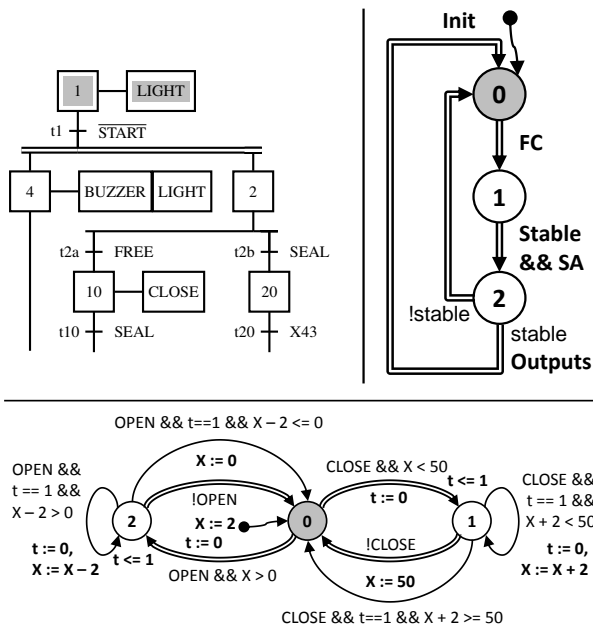 1
LIGHT
t1
START
4
BUZZER
LIGHT
2
t2a
FREE
t2b
SEAL
10
CLOSE
20
t10
SEAL
t20
X43
Init
0
FC
1
Stable
&& SA
2
!stable
stable
Outputs
OPEN && t==1 && X – 2 <= 0
X := 0
OPEN &&
t == 1 &&
X – 2 > 0
2
t := 0,
X := X – 2
t <= 1
!OPEN
X := 2
t := 0
OPEN && X > 0
0
CLOSE && X < 50
t := 0
t <= 1
1
!CLOSE
X := 50
CLOSE &&
t == 1 &&
X + 2 < 50
t := 0,
X := X + 2
CLOSE && t==1 && X + 2 >= 50